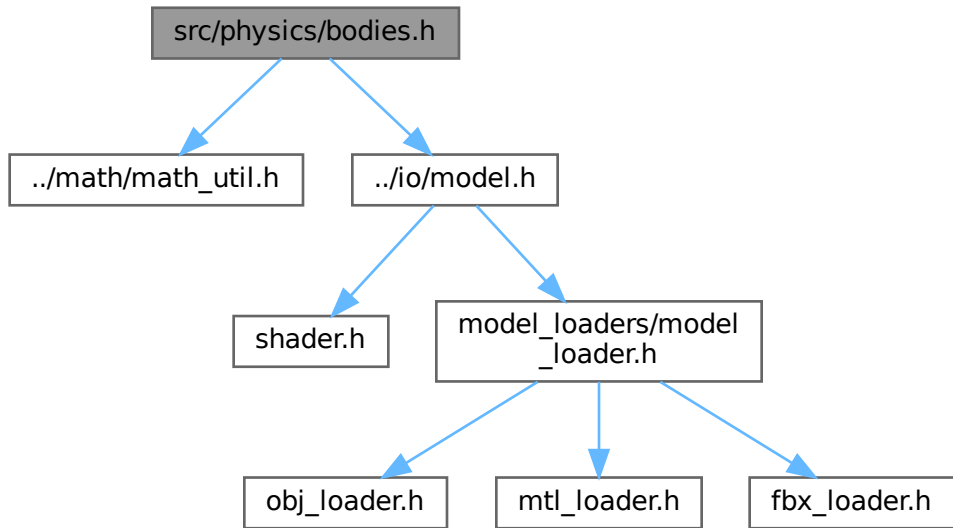 src/physics/bodies.h
../math/math_util.h
../io/model.h
shader.h
model_loaders/model
_loader.h
obj_loader.h
mtl_loader.h
fbx_loader.h